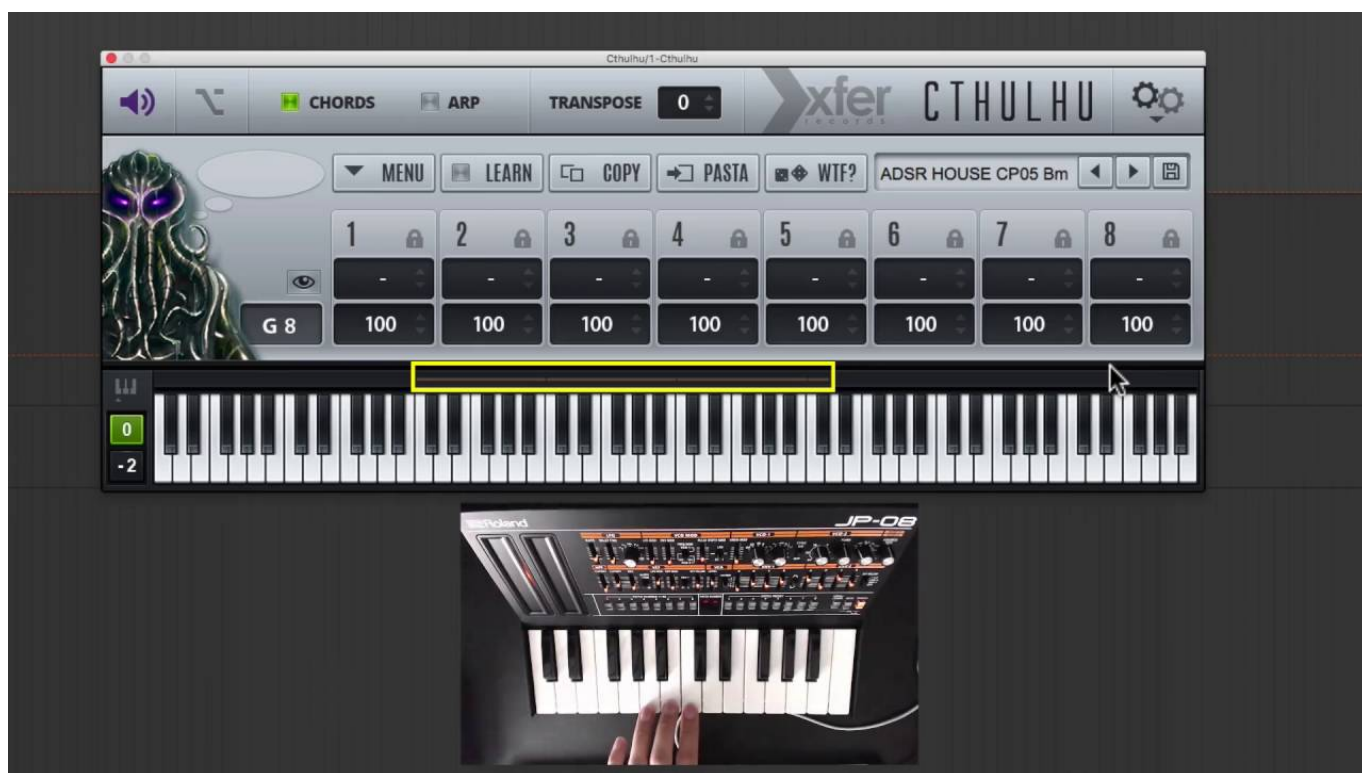 Cthulhu/1-Cthulhu
CHORDS ARP TRANSPOSE 0 xfer records CTHULHU
MENU LEARN COPY PASTA WTF? ADSR HOUSE CP05 Bm
1 2 3 4 5 6 7 8
- - - - - - - -
G 8 100 100 100 100 100 100 100 100
0
-2
Roland JP-08